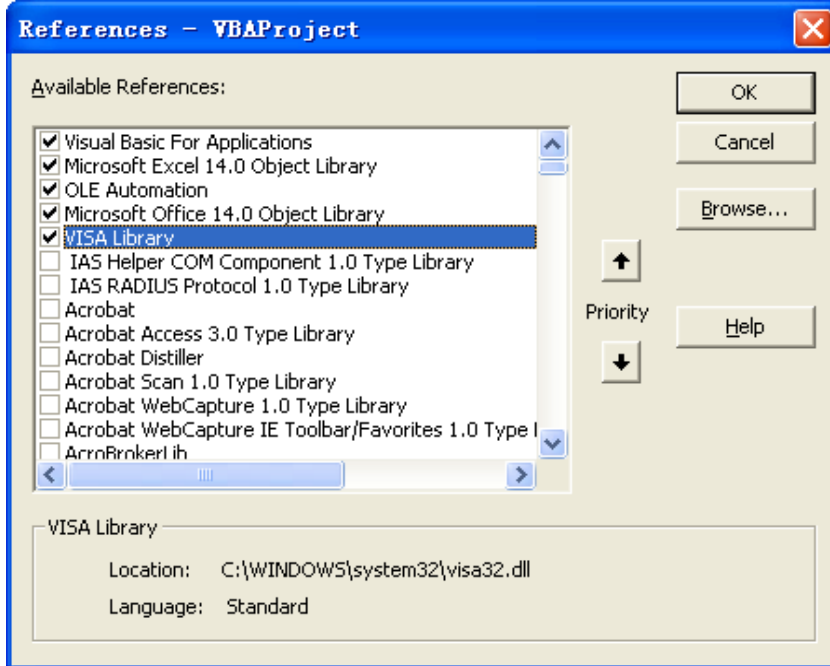 References - VBAProject
Available References:
OK
Visual Basic For Applications
Microsoft Excel 14.0 Object Library
OLE Automation
Microsoft Office 14.0 Object Library
VISA Library
IAS Helper COM Component 1.0 Type Library
IAS RADIUS Protocol 1.0 Type Library
Acrobat
Acrobat Access 3.0 Type Library
Acrobat Distiller
Acrobat Scan 1.0 Type Library
Acrobat WebCapture 1.0 Type Library
Acrobat WebCapture IE Toolbar/Favorites 1.0 Type
AcroBrokerLib
Cancel
Browse...
Priority
Help
VISA Library
Location: C:\WINDOWS\system32\visa32.dll
Language: Standard